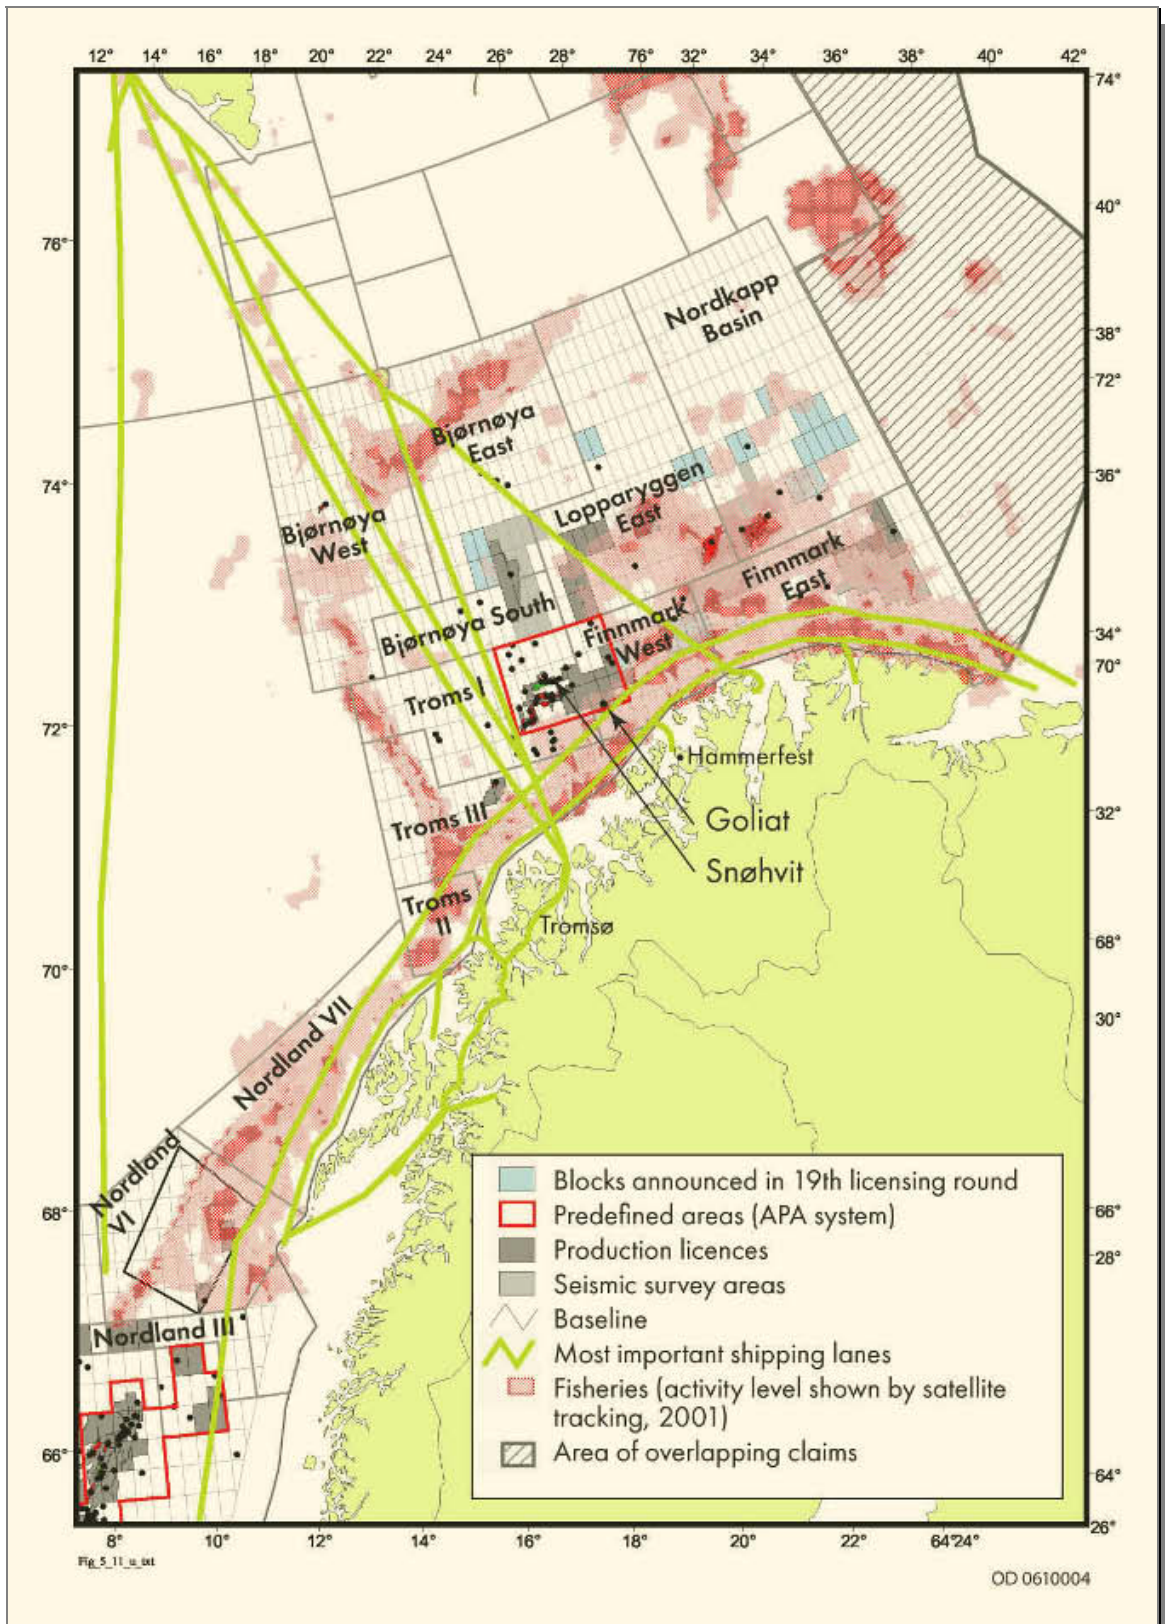 12° 14° 16° 18° 20° 22° 24° 26° 28° 76° 32° 34° 36° 38° 40° 42°
74°
40°
76°
Nordkapp
Basin
38°
72°
Bjørnøya
East
36°
74°
Lopparyggen
East
Bjørnøya
West
Finnmark
East
Bjørnøya South
Finnmark
West
34°
70°
Troms I
72°
Hammerfest
Goliat
32°
Troms III
Snøhvit
Troms
II
Tromsø
68°
70°
30°
Nordland VII
Nordland
VI
68°
66°
28°
Nordland III
66°
64°
26°
Blocks announced in 19th licensing round
Predefined areas (APA system)
Production licences
Seismic survey areas
Baseline
Most important shipping lanes
Fisheries (activity level shown by satellite
tracking, 2001)
Area of overlapping claims
8° 10° 12° 14° 16° 18° 20° 22° 64°24°
Fig_5_11_u_txt
OD 0610004